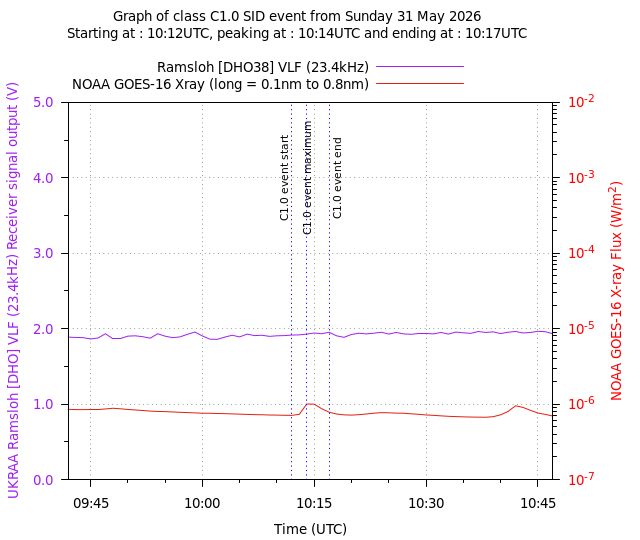 Graph of class C1.0 SID event from Sunday 31 May 2026
Starting at : 10:12UTC, peaking at : 10:14UTC and ending at : 10:17UTC
Ramsloh [DHO38] VLF (23.4kHz)
NOAA GOES-16 Xray (long = 0.1nm to 0.8nm)
UKRAA Ramsloh [DHO] VLF (23.4kHz) Receiver signal output (V)
5.0
4.0
3.0
2.0
1.0
0.0
C1.0 event start
C1.0 event maximum
C1.0 event end
10^-2
10^-3
10^-4
10^-5
10^-6
10^-7
NOAA GOES-16 X-ray Flux (W/m²)
09:45 10:00 10:15 10:30 10:45
Time (UTC)